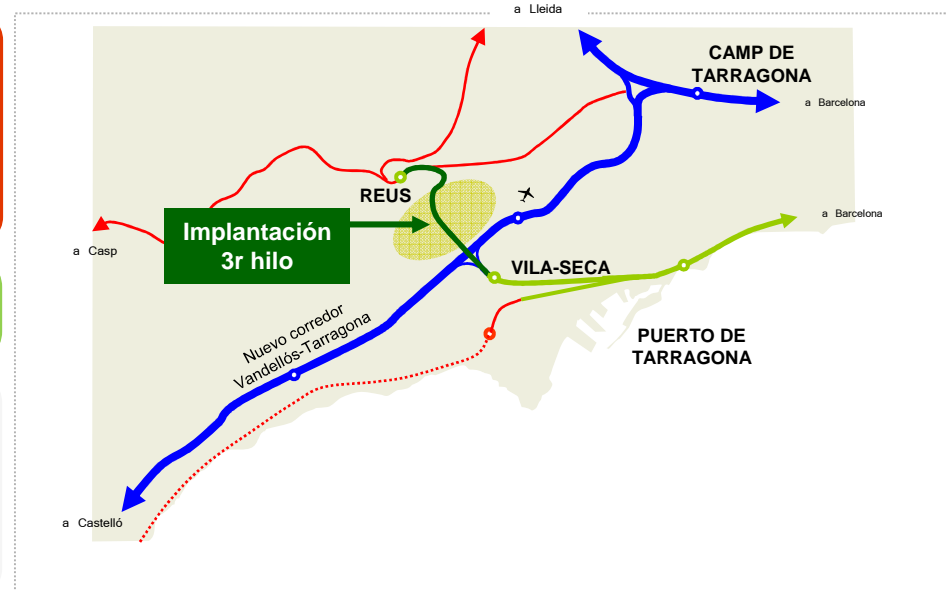 a Lleida
CAMP DE
TARRAGONA
a Barcelona
REUS
a Barcelona
Implantación
3r hilo
a Casp
VILA-SECA
Nuevo corredor
Vandellós-Tarragona
PUERTO DE
TARRAGONA
a Castelló